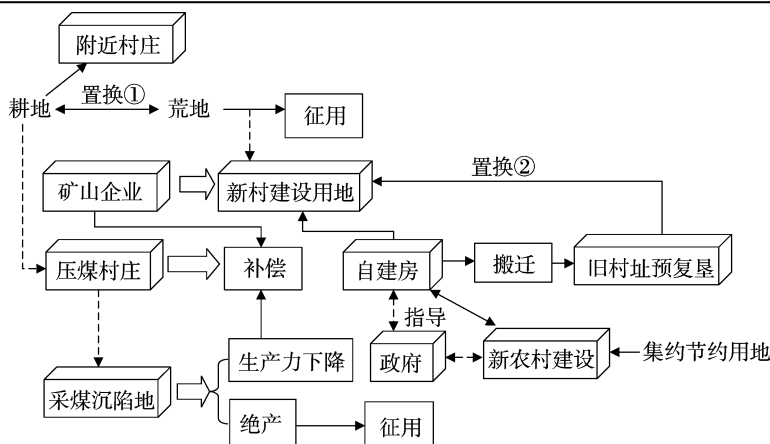 附近村庄
耕地
置换①
荒地
征用
矿山企业
新村建设用地
置换②
压煤村庄
补偿
自建房
搬迁
旧村址预复垦
指导
生产力下降
政府
新农村建设
集约节约用地
采煤沉陷地
绝产
征用